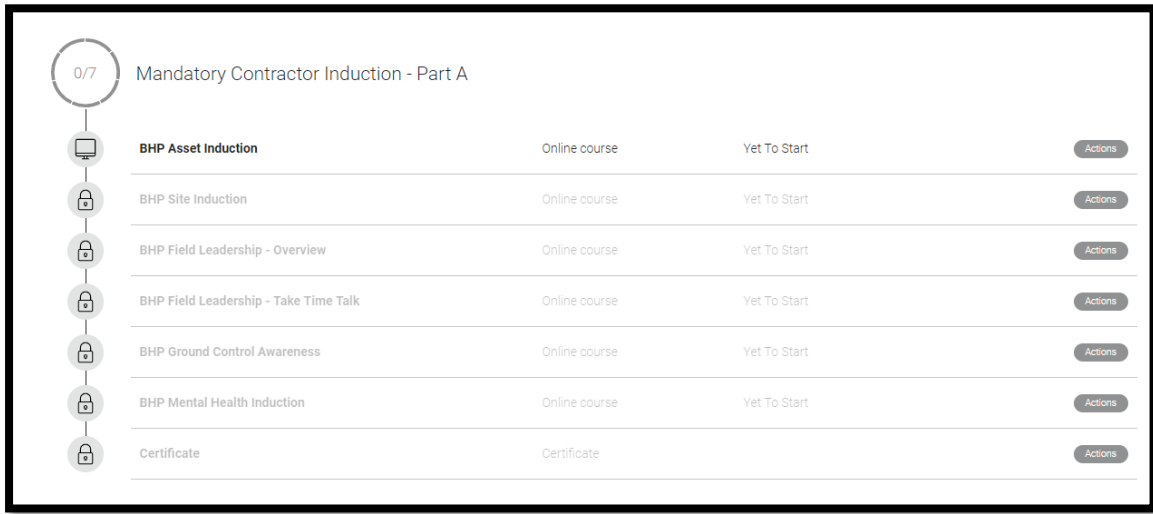 0/7 Mandatory Contractor Induction - Part A
BHP Asset Induction Online course Yet To Start Actions
BHP Site Induction Online course Yet To Start Actions
BHP Field Leadership - Overview Online course Yet To Start Actions
BHP Field Leadership - Take Time Talk Online course Yet To Start Actions
BHP Ground Control Awareness Online course Yet To Start Actions
BHP Mental Health Induction Online course Yet To Start Actions
Certificate Certificate Actions